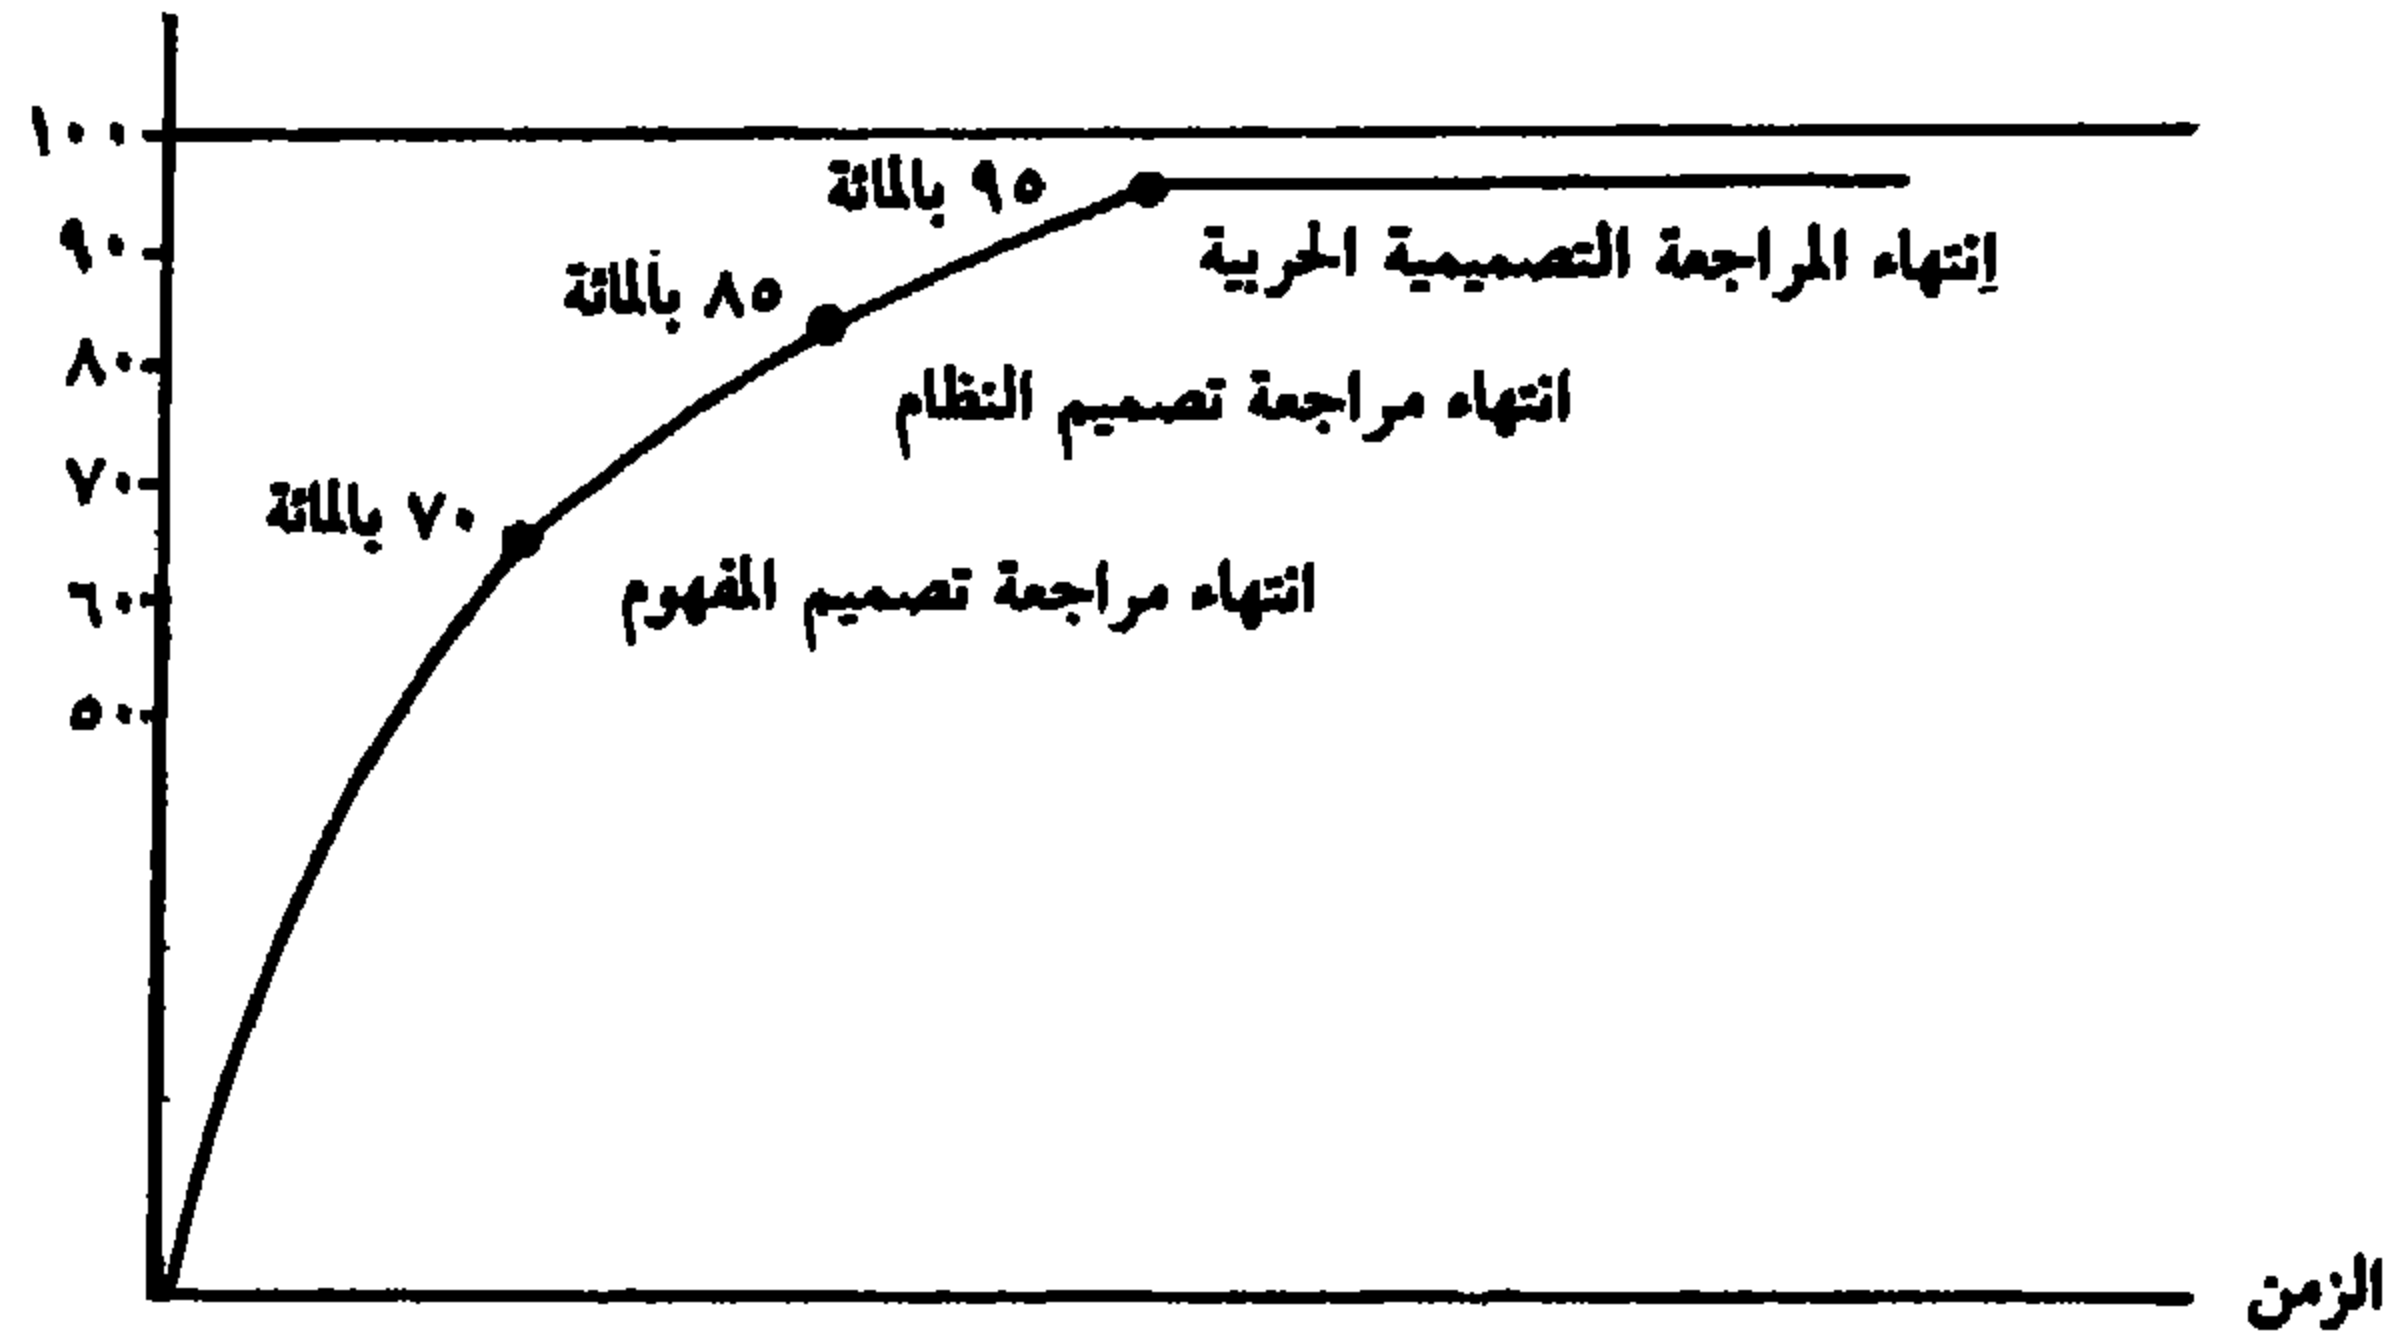 ١٠٠
٩٥ بالمائة
إنتهاء المراجعة التصميمية الحربية
٩٠
٨٥ بالمائة
٨٠
انتهاء مراجعة تصميم النظام
٧٠
٧٠ بالمائة
انتهاء مراجعة تصميم المفهوم
٦٠
٥٠
الزمن